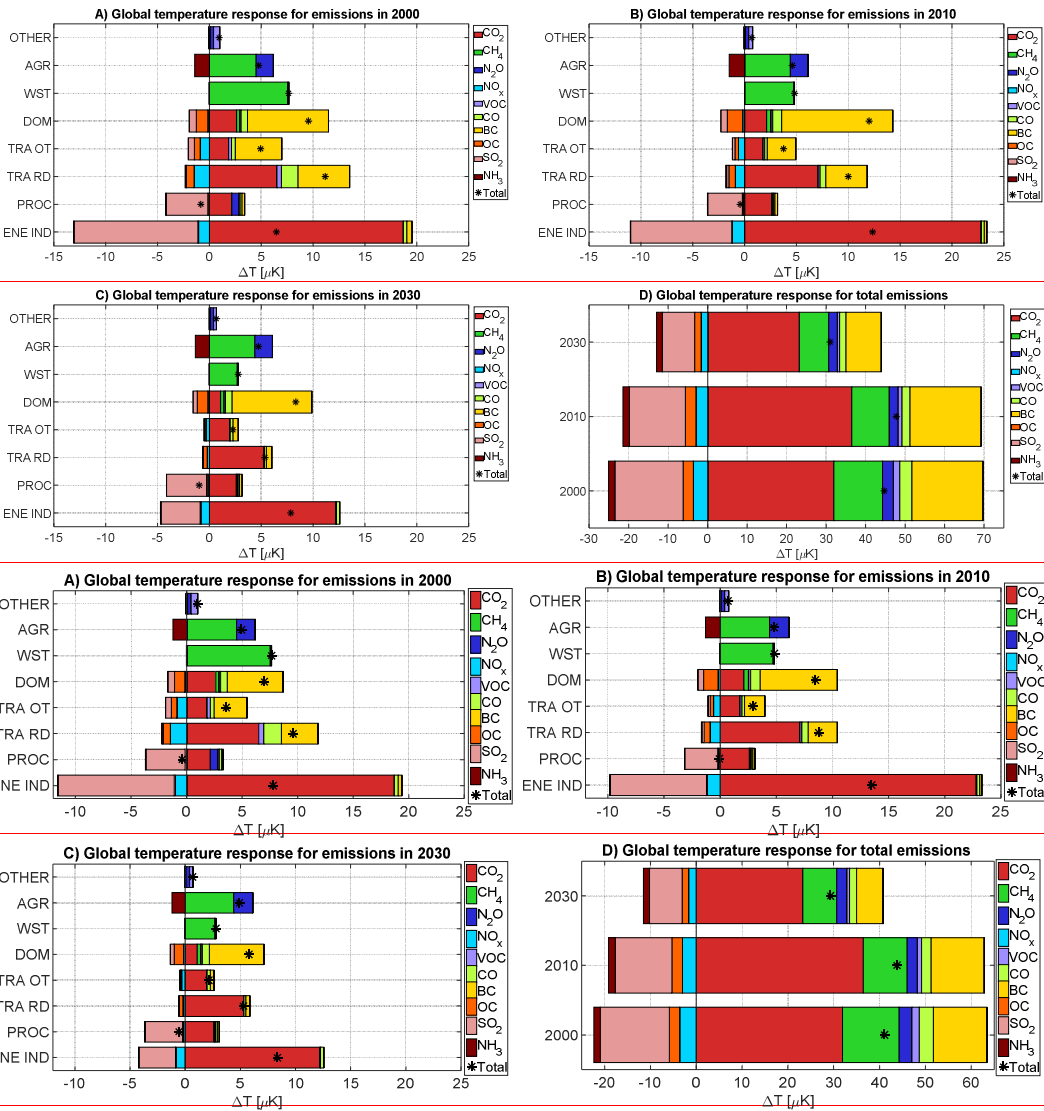 A) Global temperature response for emissions in 2000
OTHER
AGR
WST
DOM
TRA OT
TRA RD
PROC
ENE IND
-15 -10 -5 0 5 10 15 20 25
ΔT [μK]
CO2
CH4
N2O
NOx
VOC
CO
BC
OC
SO2
NH3
*Total
B) Global temperature response for emissions in 2010
OTHER
AGR
WST
DOM
TRA OT
TRA RD
PROC
ENE IND
-15 -10 -5 0 5 10 15 20 25
ΔT [μK]
CO2
CH4
N2O
NOx
VOC
CO
BC
OC
SO2
NH3
*Total
C) Global temperature response for emissions in 2030
OTHER
AGR
WST
DOM
TRA OT
TRA RD
PROC
ENE IND
-15 -10 -5 0 5 10 15 20 25
ΔT [μK]
CO2
CH4
N2O
NOx
VOC
CO
BC
OC
SO2
NH3
*Total
D) Global temperature response for total emissions
2030
2010
2000
-30 -20 -10 0 10 20 30 40 50 60 70
ΔT [μK]
CO2
CH4
N2O
NOx
VOC
CO
BC
OC
SO2
NH3
*Total
A) Global temperature response for emissions in 2000
OTHER
AGR
WST
DOM
TRA OT
TRA RD
PROC
NE IND
-10 -5 0 5 10 15 20 25
ΔT [μK]
CO2
CH4
N2O
NOx
VOC
CO
BC
OC
SO2
NH3
*Total
B) Global temperature response for emissions in 2010
OTHER
AGR
WST
DOM
TRA OT
TRA RD
PROC
ENE IND
-10 -5 0 5 10 15 20 25
ΔT [μK]
CO2
CH4
N2O
NOx
VOC
CO
BC
OC
SO2
NH3
*Total
C) Global temperature response for emissions in 2030
OTHER
AGR
WST
DOM
TRA OT
TRA RD
PROC
NE IND
-10 -5 0 5 10 15 20 25
ΔT [μK]
CO2
CH4
N2O
NOx
VOC
CO
BC
OC
SO2
NH3
*Total
D) Global temperature response for total emissions
2030
2010
2000
-20 -10 0 10 20 30 40 50 60
ΔT [μK]
CO2
CH4
N2O
NOx
VOC
CO
BC
OC
SO2
NH3
*Total